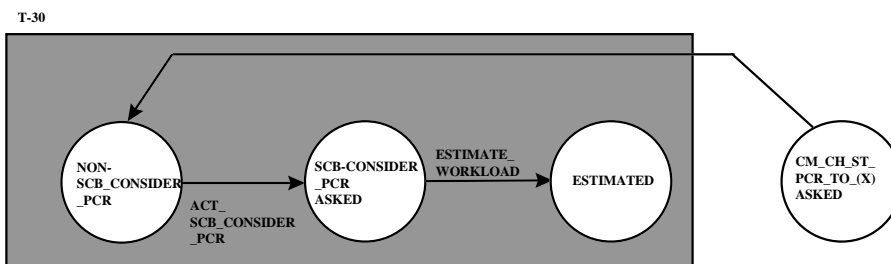 T-30
NON-
SCB_CONSIDER
_PCR
ACT_
SCB_CONSIDER
_PCR
SCB-CONSIDER
_PCR
ASKED
ESTIMATE_
WORKLOAD
ESTIMATED
CM_CH_ST_
PCR_TO_(X)
ASKED